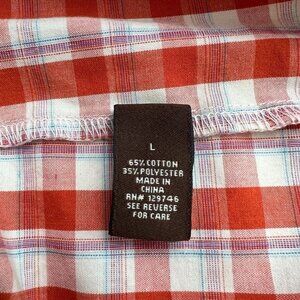 L
65% COTTON
35% POLYESTER
MADE IN
CHINA
RN# 129746
SEE REVERSE
FOR CARE